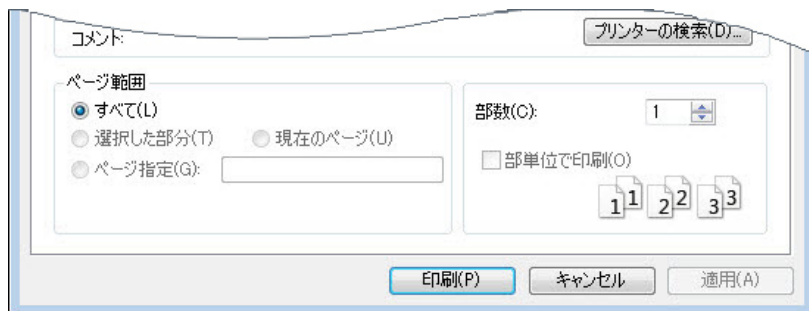 コメント:
プリンターの検索(D)...
ページ範囲
すべて(L)
選択した部分(T) 現在のページ(U)
ページ指定(G):
部数(C): 1
部単位で印刷(O)
1 1 2 2 3 3
印刷(P) キャンセル 適用(A)